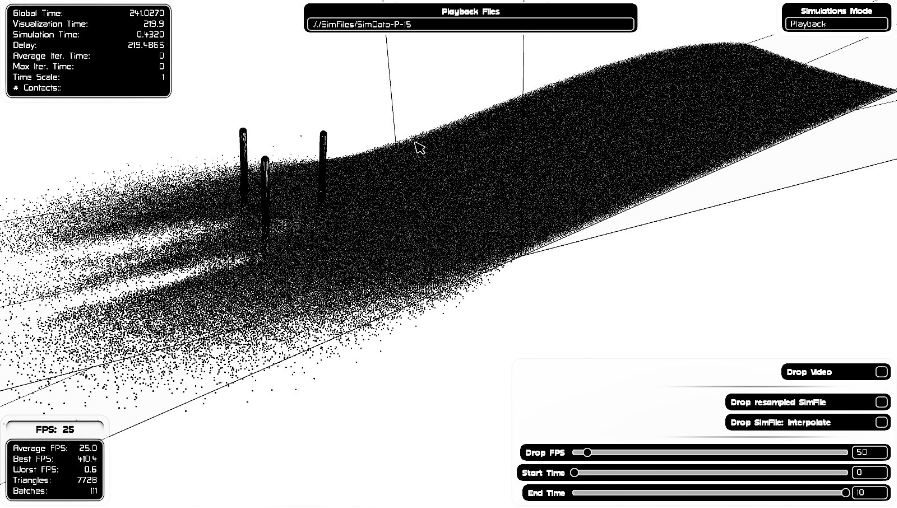 Global Time: 241.0270
Visualization Time: 219.9
Simulation Time: 0.4320
Delay: 219.4865
Average Iter. Time: 0
Max Iter. Time: 0
Time Scale: 1
# Contacts::
Playback Files
././SimFiles/SimData-P-15
Simulations Mode
Playback
Drop Video
Drop resampled SimFile
Drop SimFile: Interpolate
Drop FPS 50
Start Time 0
End Time 10
FPS: 25
Average FPS: 25.0
Best FPS: 410.4
Worst FPS: 0.6
Triangles: 7728
Batches: 111